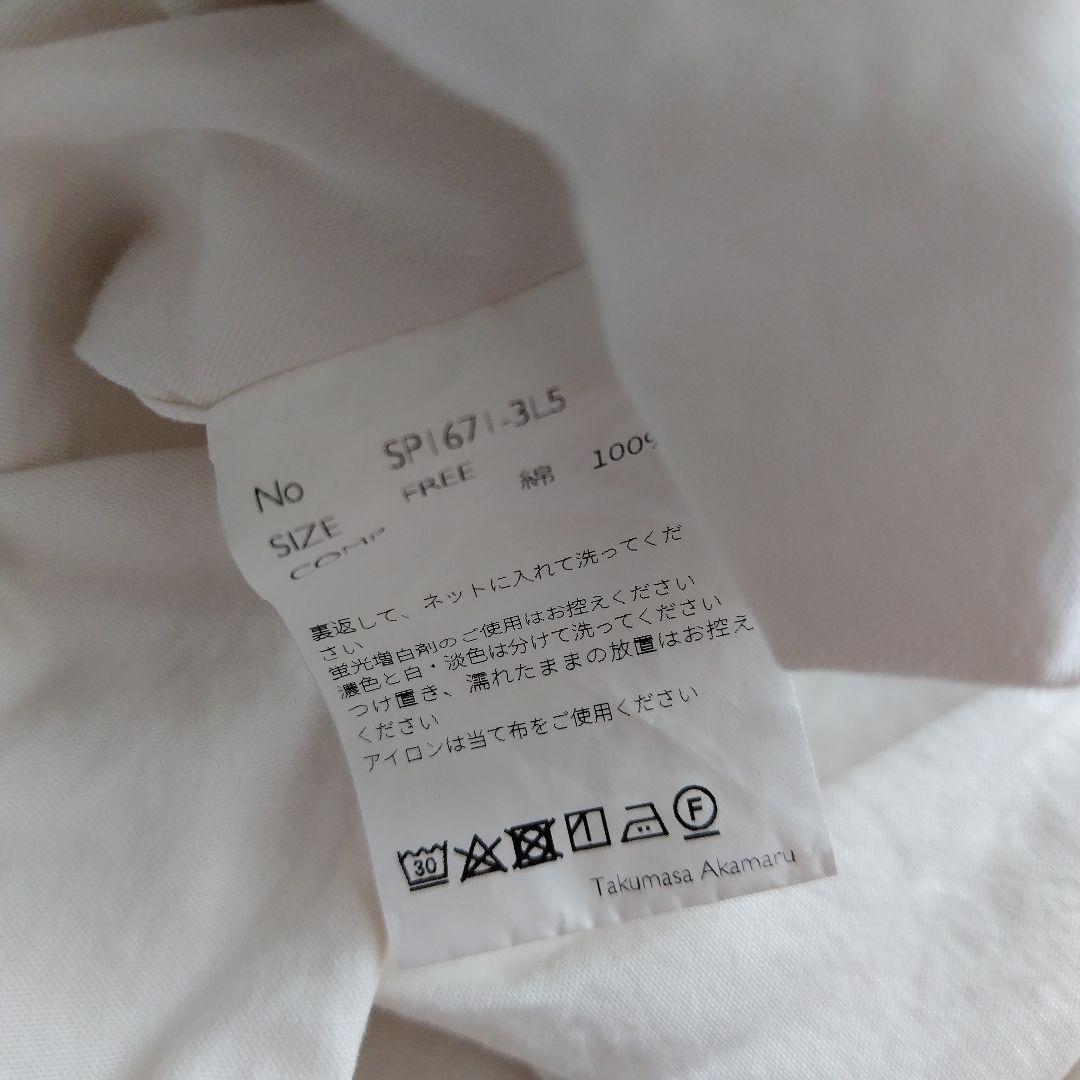 No SP1671-3L5
SIZE FREE
COMP 綿 100%
裏返して、ネットに入れて洗ってくだ
さい
蛍光増白剤のご使用はお控えください
濃色と白・淡色は分けて洗ってください
つけ置き、濡れたままの放置はお控え
ください
アイロンは当て布をご使用ください
30 F
Takumasa Akamaru